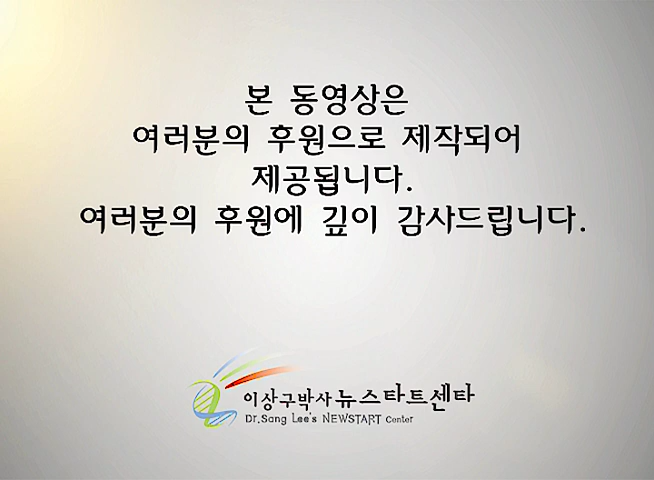 본 동영상은
여러분의 후원으로 제작되어
제공됩니다.
여러분의 후원에 깊이 감사드립니다.
이상구박사 뉴스타트센타
Dr.Sang Lee's NEWSTART Center